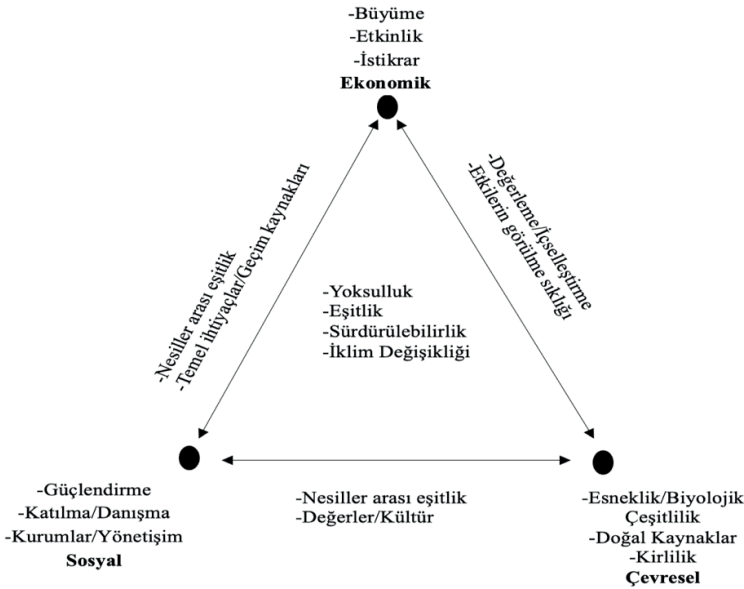 -Büyüme
-Etkinlik
-İstikrar
Ekonomik
-Nesiller arası eşitlik
-Temel ihtiyaçlar/Geçim kaynakları
-Değerleme/İçselleştirme
-Etkilerin görülme sıklığı
-Yoksulluk
-Eşitlik
-Sürdürülebilirlik
-İklim Değişikliği
-Güçlendirme
-Katılma/Danışma
-Kurumlar/Yönetişim
Sosyal
-Nesiller arası eşitlik
-Değerler/Kültür
-Esneklik/Biyolojik
Çeşitlilik
-Doğal Kaynaklar
-Kirlilik
Çevresel